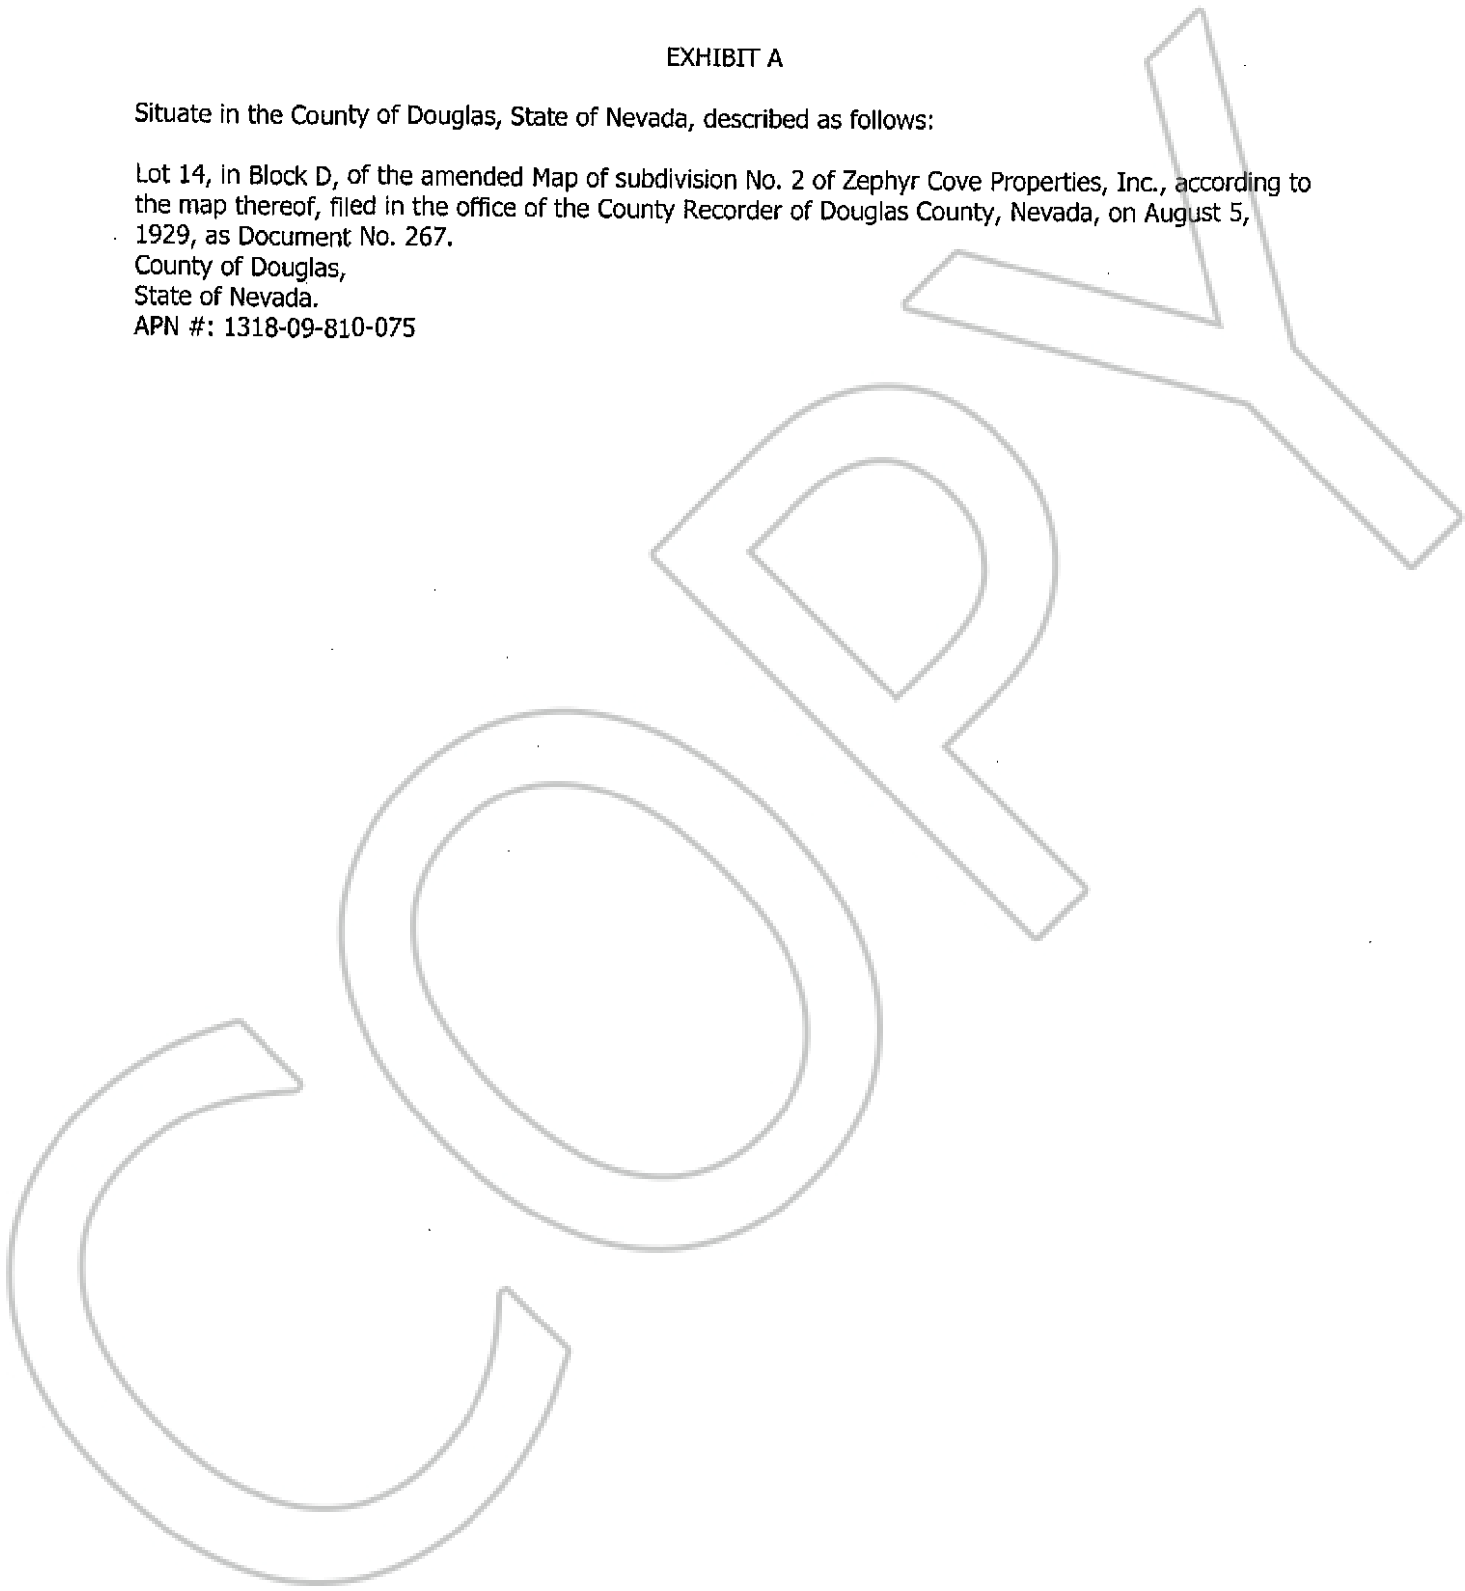 EXHIBIT A
Situate in the County of Douglas, State of Nevada, described as follows:
Lot 14, in Block D, of the amended Map of subdivision No. 2 of Zephyr Cove Properties, Inc., according to
the map thereof, filed in the office of the County Recorder of Douglas County, Nevada, on August 5,
1929, as Document No. 267.
County of Douglas,
State of Nevada.
APN #: 1318-09-810-075
COPY